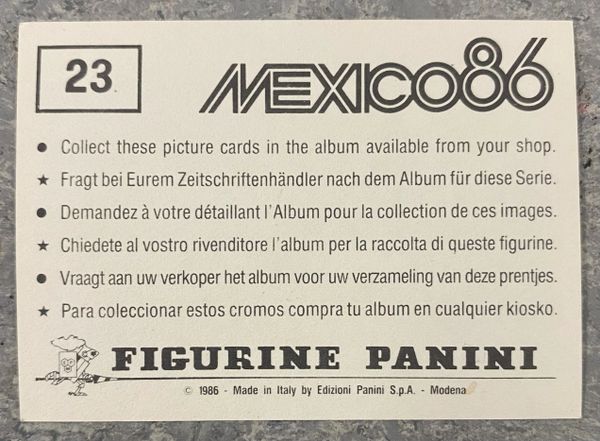 23
MEXICO86
● Collect these picture cards in the album available from your shop.
★ Fragt bei Eurem Zeitschriftenhändler nach dem Album für diese Serie.
● Demandez à votre détaillant l'Album pour la collection de ces images.
★ Chiedete al vostro rivenditore l'album per la raccolta di queste figurine.
● Vraagt aan uw verkoper het album voor uw verzameling van deze prentjes.
★ Para coleccionar estos cromos compra tu album en cualquier kiosko.
FIGURINE PANINI
© 1986 - Made in Italy by Edizioni Panini S.p.A. - Modena